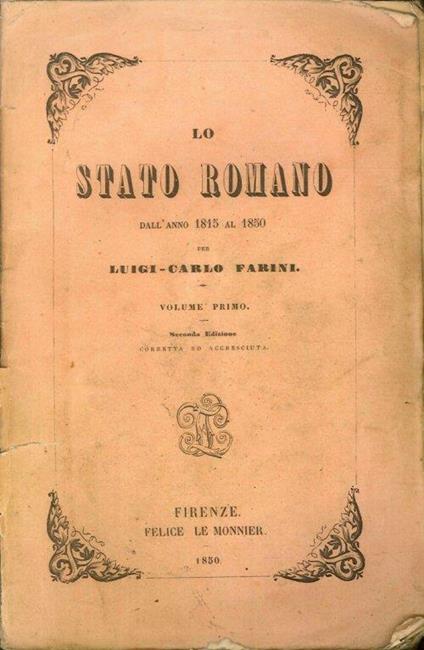 LO
STATO ROMANO
DALL'ANNO 1815 AL 1850
PER
LUIGI-CARLO FARINI.
VOLUME PRIMO.
Seconda Edizione
CORRETTA ED ACCRESCIUTA.
FIRENZE.
FELICE LE MONNIER.
1850.